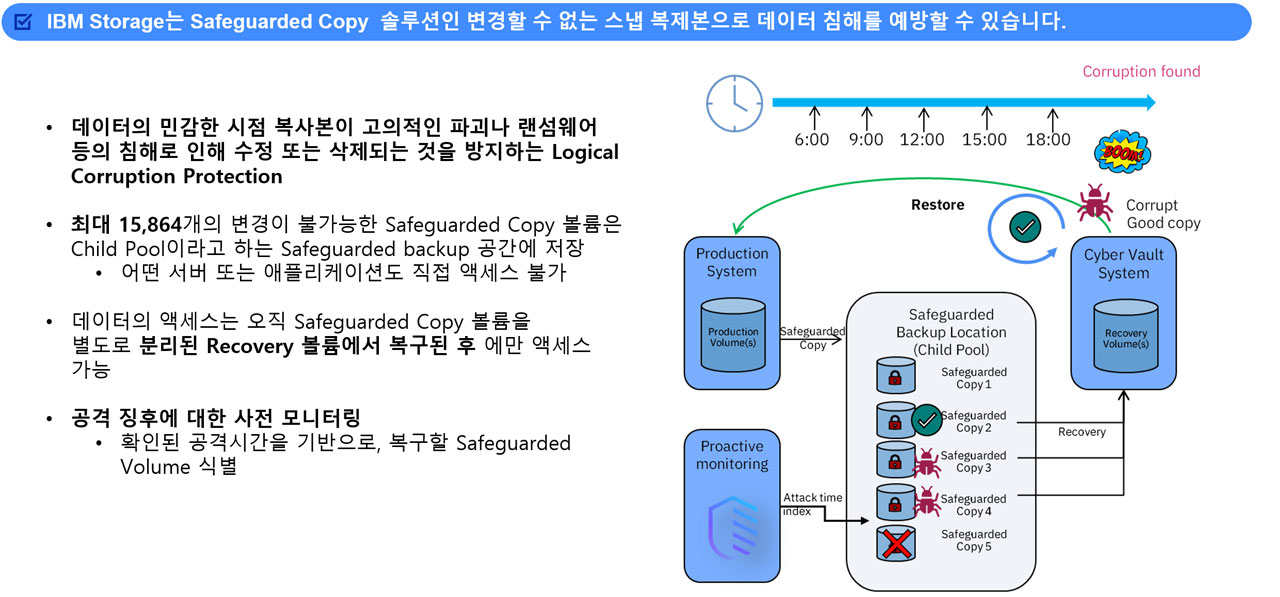 IBM Storage는 Safeguarded Copy 솔루션인 변경할 수 없는 스냅 복제본으로 데이터 침해를 예방할 수 있습니다.
• 데이터의 민감한 시점 복사본이 고의적인 파괴나 랜섬웨어
등의 침해로 인해 수정 또는 삭제되는 것을 방지하는 Logical
Corruption Protection
• 최대 15,864개의 변경이 불가능한 Safeguarded Copy 볼륨은
Child Pool이라고 하는 Safeguarded backup 공간에 저장
• 어떤 서버 또는 애플리케이션도 직접 액세스 불가
• 데이터의 액세스는 오직 Safeguarded Copy 볼륨을
별도로 분리된 Recovery 볼륨에서 복구된 후 에만 액세스
가능
• 공격 징후에 대한 사전 모니터링
• 확인된 공격시간을 기반으로, 복구할 Safeguarded
Volume 식별
Corruption found
6:00 9:00 12:00 15:00 18:00
BOOM!
Restore
Corrupt
Good copy
Production
System
Production
Volume(s)
Safeguarded
Copy
Safeguarded
Backup Location
(Child Pool)
Safeguarded
Copy 1
Safeguarded
Copy 2
Safeguarded
Copy 3
Safeguarded
Copy 4
Safeguarded
Copy 5
Cyber Vault
System
Recovery
Volume(s)
Recovery
Proactive
monitoring
Attack time
index